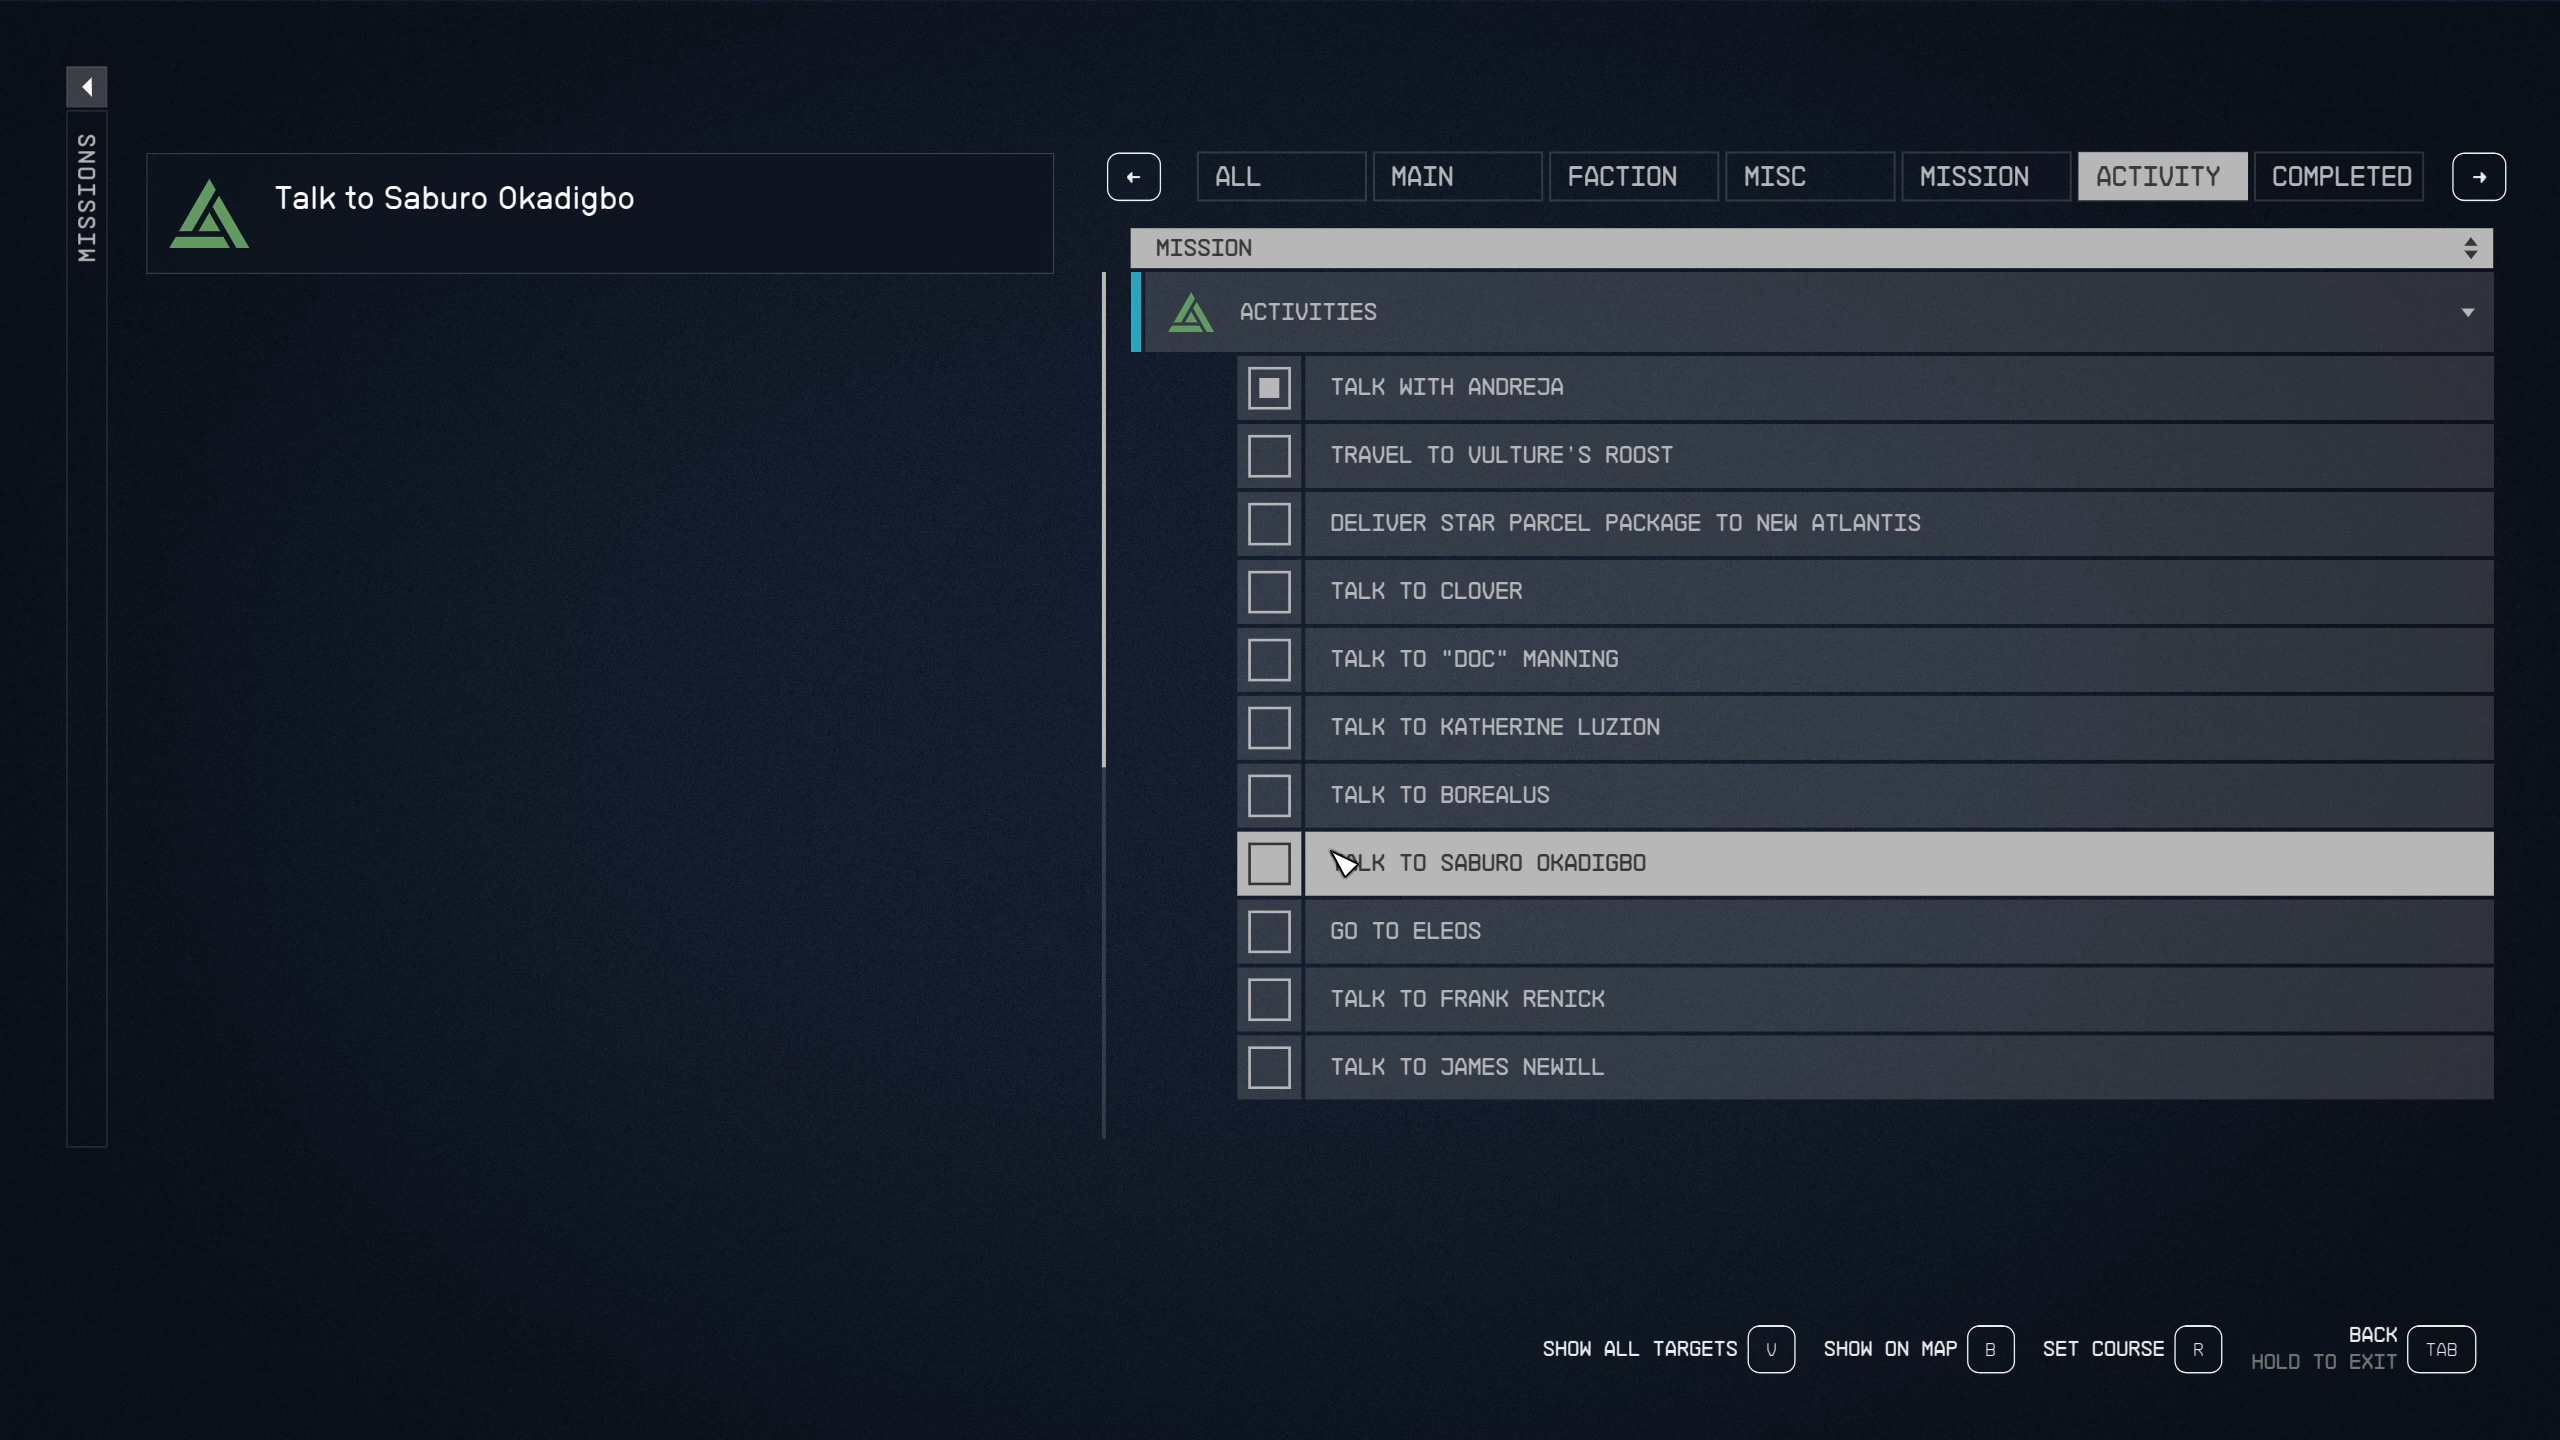 MISSIONS
Talk to Saburo Okadigbo
ALL
MAIN
FACTION
MISC
MISSION
ACTIVITY
COMPLETED
MISSION
ACTIVITIES
TALK WITH ANDREJA
TRAVEL TO VULTURE'S ROOST
DELIVER STAR PARCEL PACKAGE TO NEW ATLANTIS
TALK TO CLOVER
TALK TO "DOC" MANNING
TALK TO KATHERINE LUZION
TALK TO BOREALUS
TALK TO SABURO OKADIGBO
GO TO ELEOS
TALK TO FRANK RENICK
TALK TO JAMES NEWILL
SHOW ALL TARGETS V
SHOW ON MAP B
SET COURSE R
BACK
HOLD TO EXIT
TAB